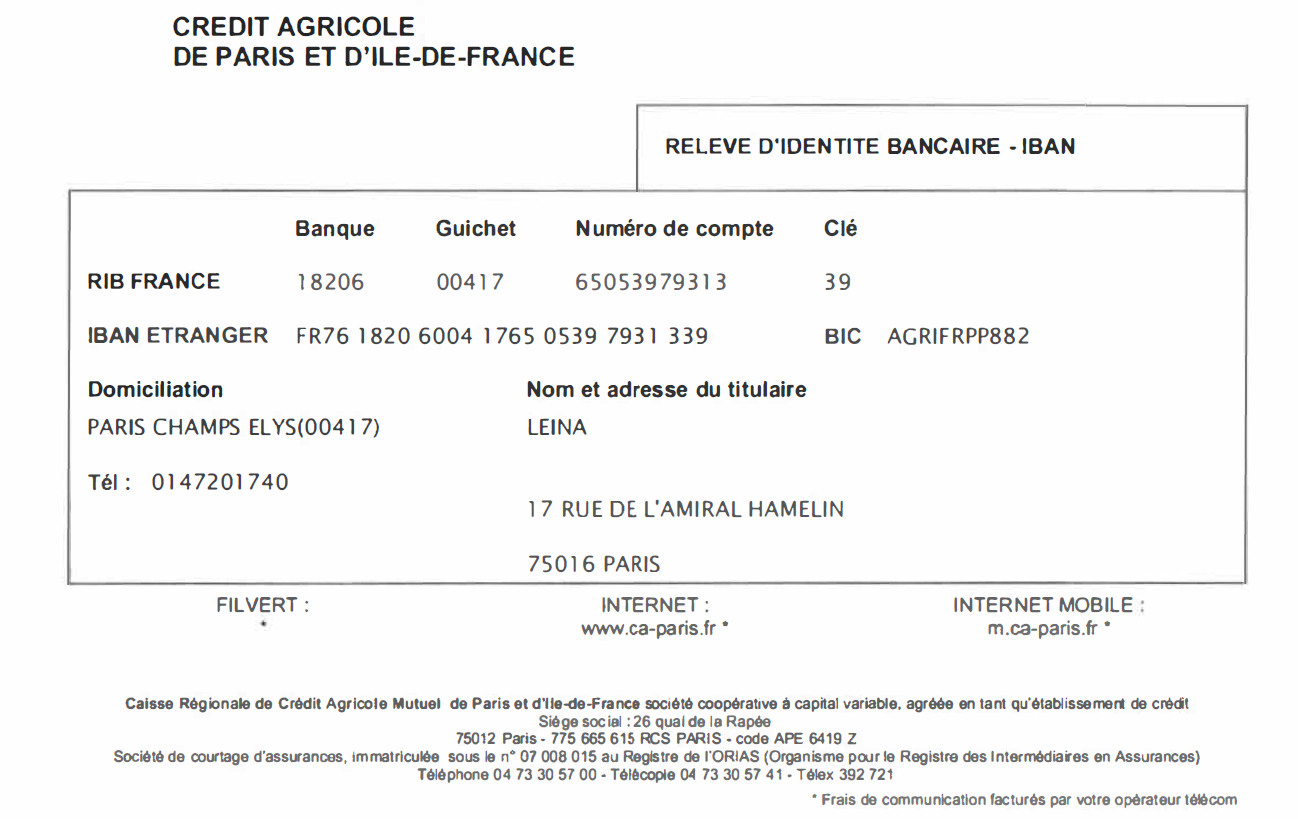 CREDIT AGRICOLE
DE PARIS ET D'ILE-DE-FRANCE
RELEVE D'IDENTITE BANCAIRE - IBAN
Banque Guichet Numéro de compte Clé
RIB FRANCE 18206 00417 65053979313 39
IBAN ETRANGER FR76 1820 6004 1765 0539 7931 339 BIC AGRIFRPP882
Domiciliation Nom et adresse du titulaire
PARIS CHAMPS ELYS(00417) LEINA
Tél : 0147201740
17 RUE DE L'AMIRAL HAMELIN
75016 PARIS
FILVERT : INTERNET : INTERNET MOBILE :
* www.ca-paris.fr * m.ca-paris.fr *
Caisse Régionale de Crédit Agricole Mutuel de Paris et d'Ile-de-France société coopérative à capital variable, agréée en tant qu'établissement de crédit
Siège social : 26 quai de la Rapée
75012 Paris - 775 665 615 RCS PARIS - code APE 6419 Z
Société de courtage d'assurances, immatriculée sous le n° 07 008 015 au Registre de l'ORIAS (Organisme pour le Registre des Intermédiaires en Assurances)
Téléphone 04 73 30 57 00 - Télécopie 04 73 30 57 41 - Télex 392 721
* Frais de communication facturés par votre opérateur télécom